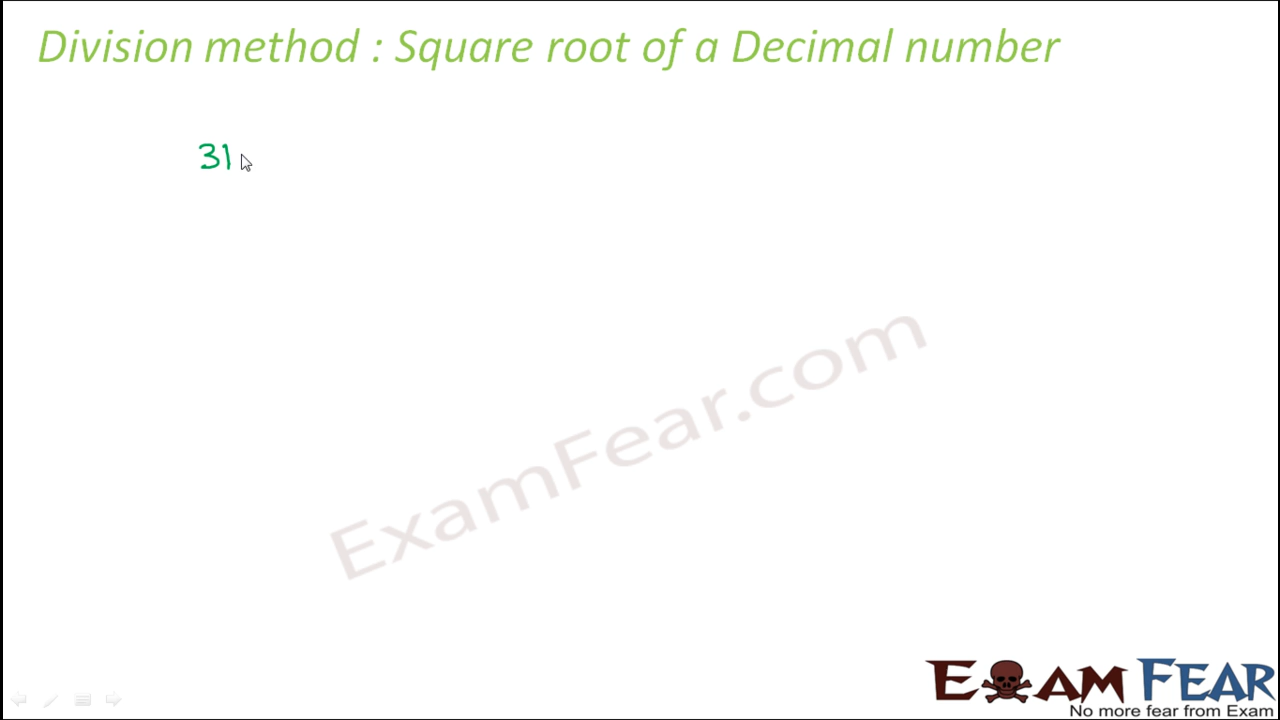 Division method : Square root of a Decimal number
31
ExamFear.com
EXAM FEAR
No more fear from Exam